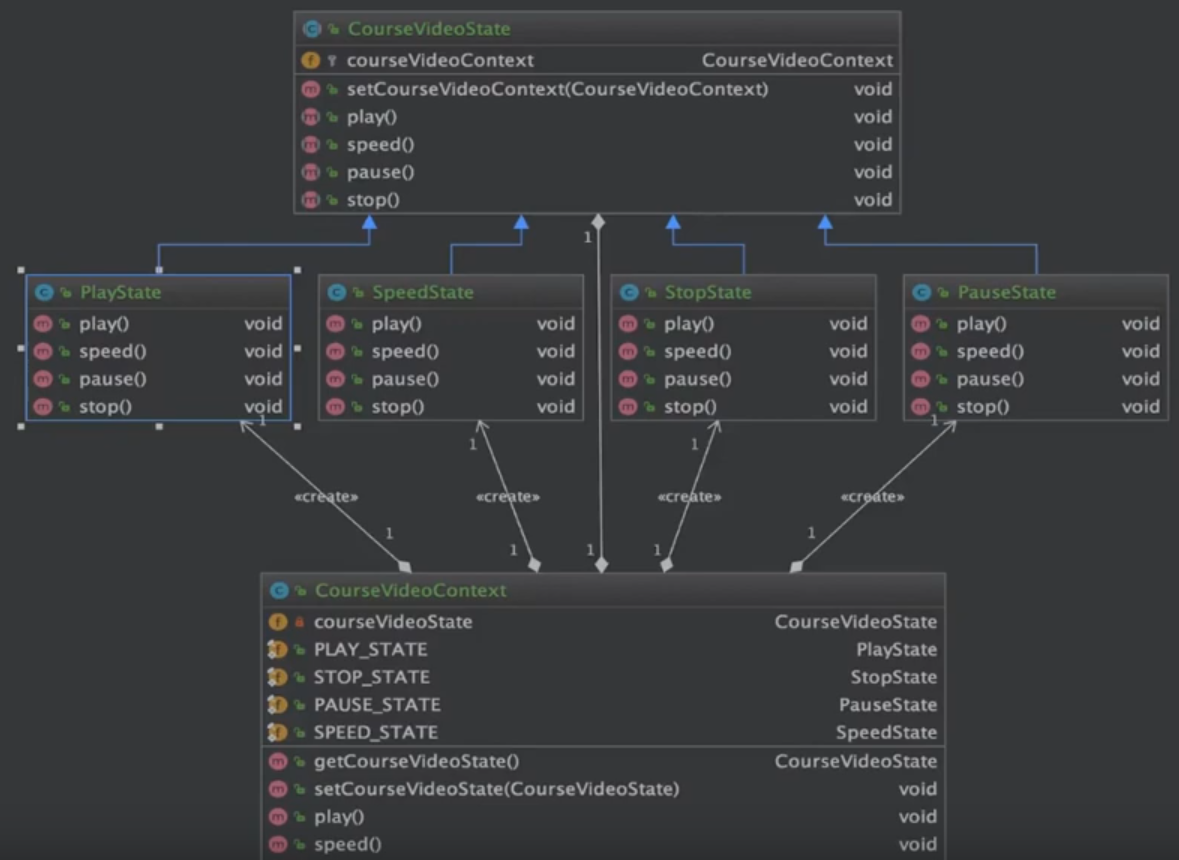 CourseVideoState
courseVideoContext CourseVideoContext
setCourseVideoContext(CourseVideoContext) void
play() void
speed() void
pause() void
stop() void
1
PlayState
play() void
speed() void
pause() void
stop() void
SpeedState
play() void
speed() void
pause() void
stop() void
StopState
play() void
speed() void
pause() void
stop() void
PauseState
play() void
speed() void
pause() void
stop() void
1 1 1 1
«create» «create» «create» «create»
1 1 1 1 1
CourseVideoContext
courseVideoState CourseVideoState
PLAY_STATE PlayState
STOP_STATE StopState
PAUSE_STATE PauseState
SPEED_STATE SpeedState
getCourseVideoState() CourseVideoState
setCourseVideoState(CourseVideoState) void
play() void
speed() void